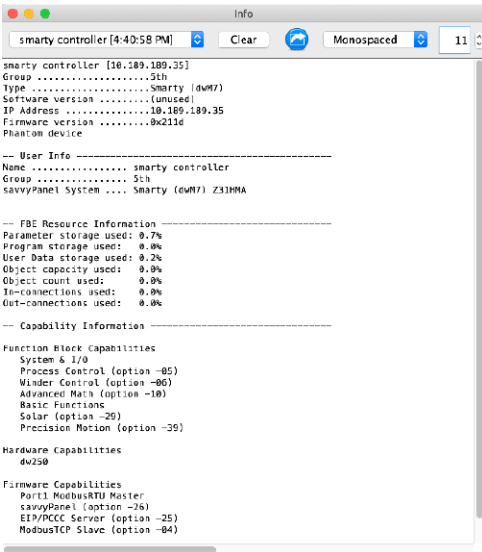 Info
smarty controller [4:40:58 PM] Clear Monospaced 11
smarty controller [10.189.189.35]
Group ....................5th
Type .....................Smarty (dwM7)
Software version .........(unused)
IP Address ...............10.189.189.35
Firmware version .........0x211d
Phantom device
-- User Info ------------------------------------------
Name ................. smarty controller
Group ................ 5th
savvyPanel System .... Smarty (dwM7) Z31HMA
-- FBE Resource Information ----------------------------
Parameter storage used: 0.7%
Program storage used: 0.0%
User Data storage used: 0.2%
Object capacity used: 0.0%
Object count used: 0.0%
In-connections used: 0.0%
Out-connections used: 0.0%
-- Capability Information ------------------------------
Function Block Capabilities
System & I/O
Process Control (option -05)
Winder Control (option -06)
Advanced Math (option -10)
Basic Functions
Solar (option -29)
Precision Motion (option -39)
Hardware Capabilities
dw250
Firmware Capabilities
Port1 ModbusRTU Master
savvyPanel (option -26)
EIP/PCCC Server (option -25)
ModbusTCP Slave (option -04)